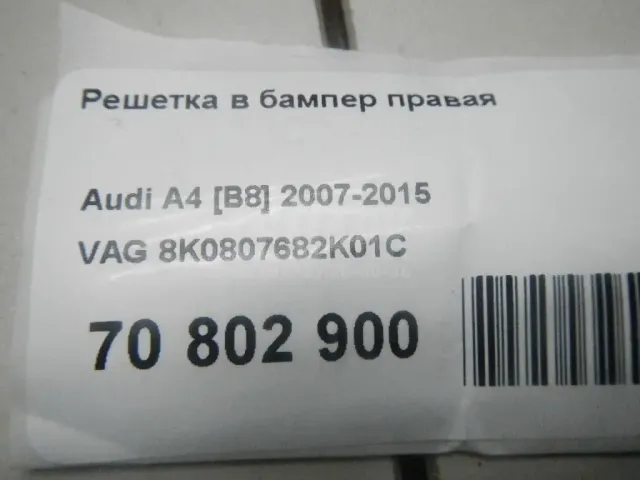 Решетка в бампер правая
Audi A4 [B8] 2007-2015
VAG 8K0807682K01C
70 802 900